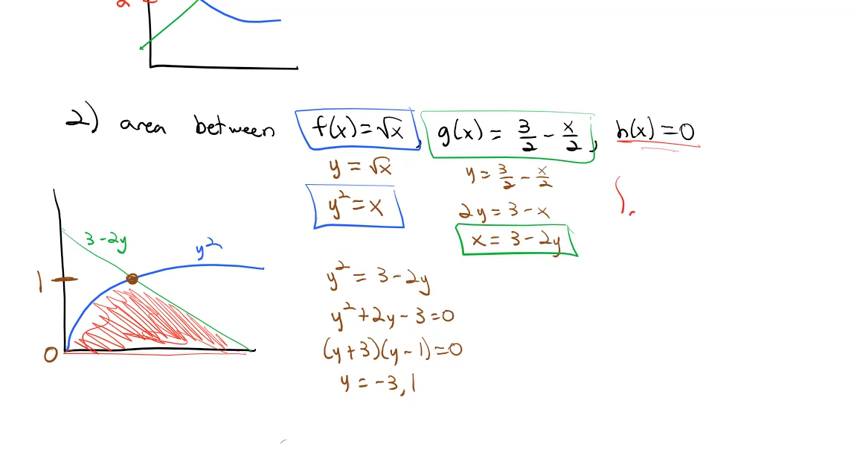 2
2) area between f(x) = √x, g(x) = 3/2 - x/2, h(x) = 0
y = √x
y = 3/2 - x/2
y² = x
2y = 3 - x
x = 3 - 2y
3 - 2y
y²
1
0
y² = 3 - 2y
y² + 2y - 3 = 0
(y + 3)(y - 1) = 0
y = -3, 1
∫